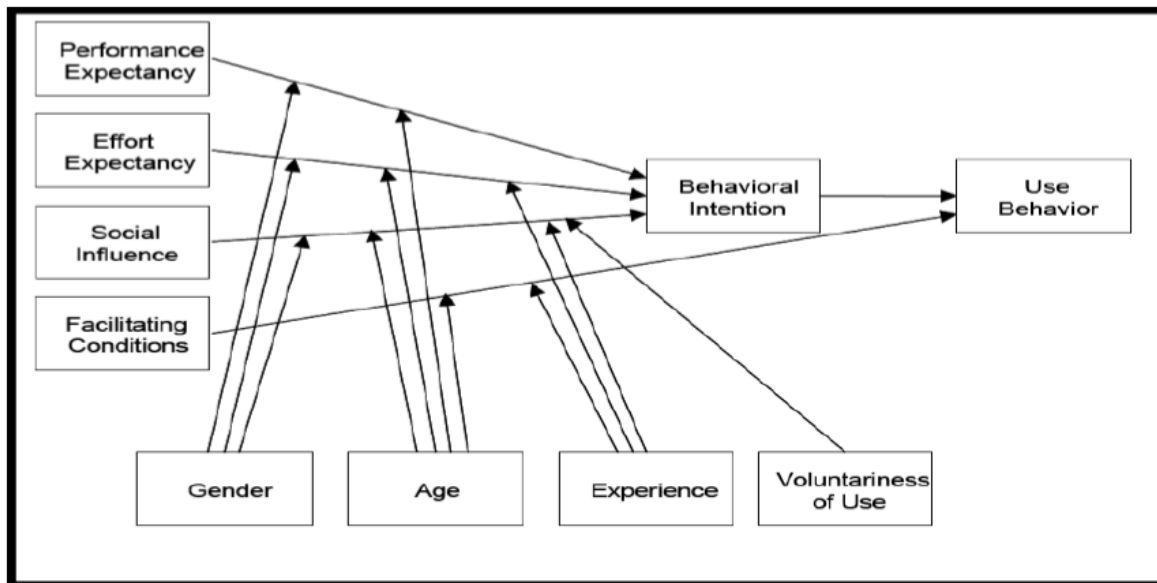 Performance
Expectancy
Effort
Expectancy
Social
Influence
Facilitating
Conditions
Behavioral
Intention
Use
Behavior
Gender
Age
Experience
Voluntariness
of Use